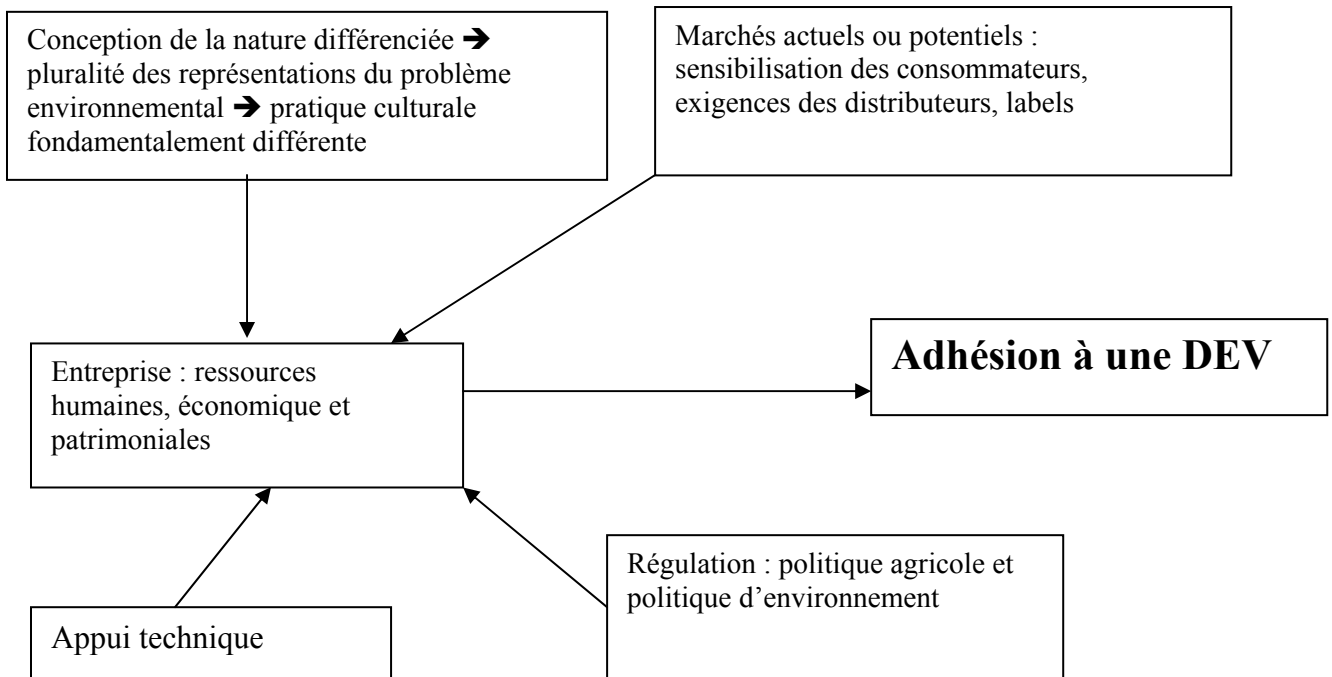 Conception de la nature différenciée ➔
pluralité des représentations du problème
environnemental ➔ pratique culturale
fondamentalement différente
Marchés actuels ou potentiels :
sensibilisation des consommateurs,
exigences des distributeurs, labels
Entreprise : ressources
humaines, économique et
patrimoniales
Adhésion à une DEV
Régulation : politique agricole et
politique d’environnement
Appui technique